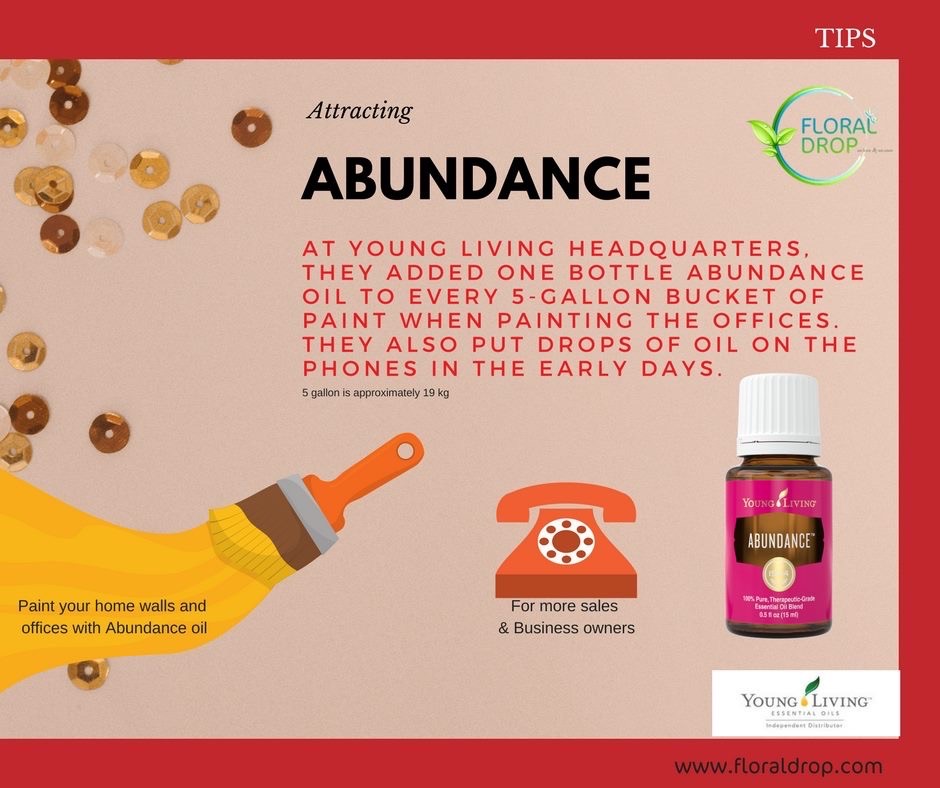 TIPS
Attracting
FLORAL
DROP
ABUNDANCE
AT YOUNG LIVING HEADQUARTERS,
THEY ADDED ONE BOTTLE ABUNDANCE
OIL TO EVERY 5-GALLON BUCKET OF
PAINT WHEN PAINTING THE OFFICES.
THEY ALSO PUT DROPS OF OIL ON THE
PHONES IN THE EARLY DAYS.
5 gallon is approximately 19 kg
YOUNG LIVING
ABUNDANCE™
100% Pure, Therapeutic-Grade
Essential Oil Blend
0.5 fl oz (15 ml)
Paint your home walls and
offices with Abundance oil
For more sales
& Business owners
YOUNG LIVING™
ESSENTIAL OILS
Independent Distributor
www.floraldrop.com